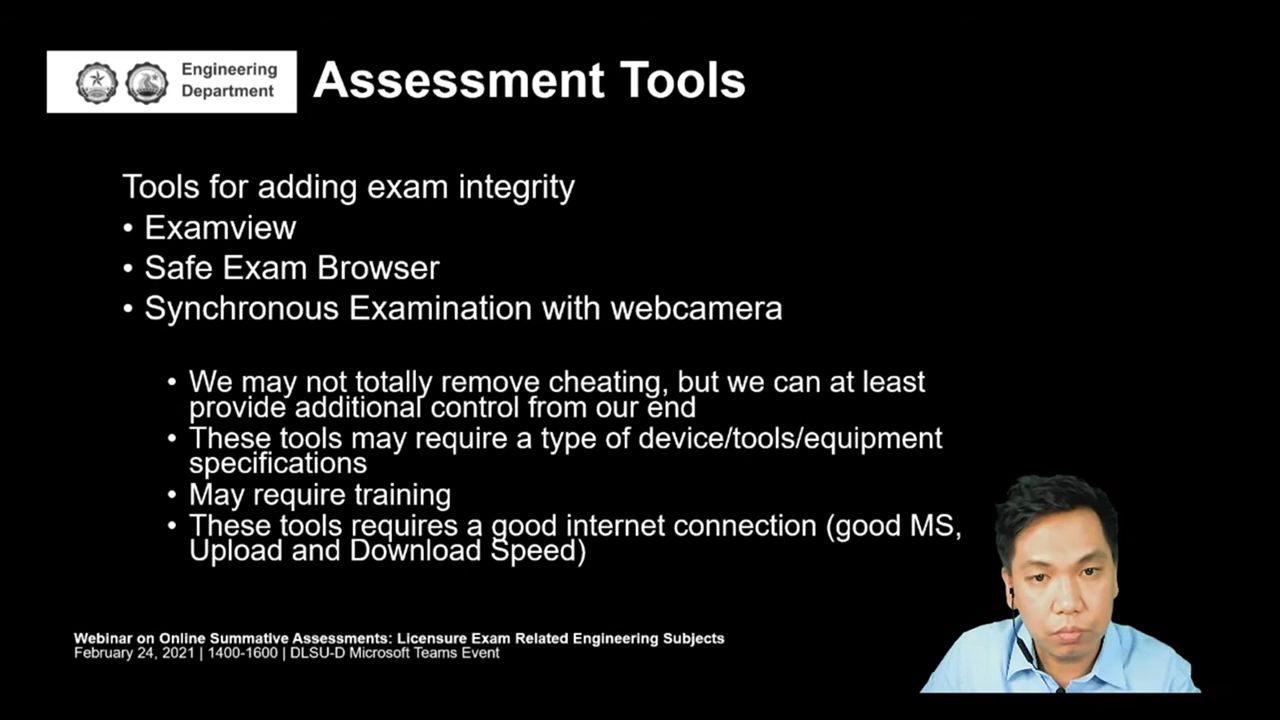 Engineering
Department
Assessment Tools
Tools for adding exam integrity
• Examview
• Safe Exam Browser
• Synchronous Examination with webcamera
• We may not totally remove cheating, but we can at least
provide additional control from our end
• These tools may require a type of device/tools/equipment
specifications
• May require training
• These tools requires a good internet connection (good MS,
Upload and Download Speed)
Webinar on Online Summative Assessments: Licensure Exam Related Engineering Subjects
February 24, 2021 | 1400-1600 | DLSU-D Microsoft Teams Event